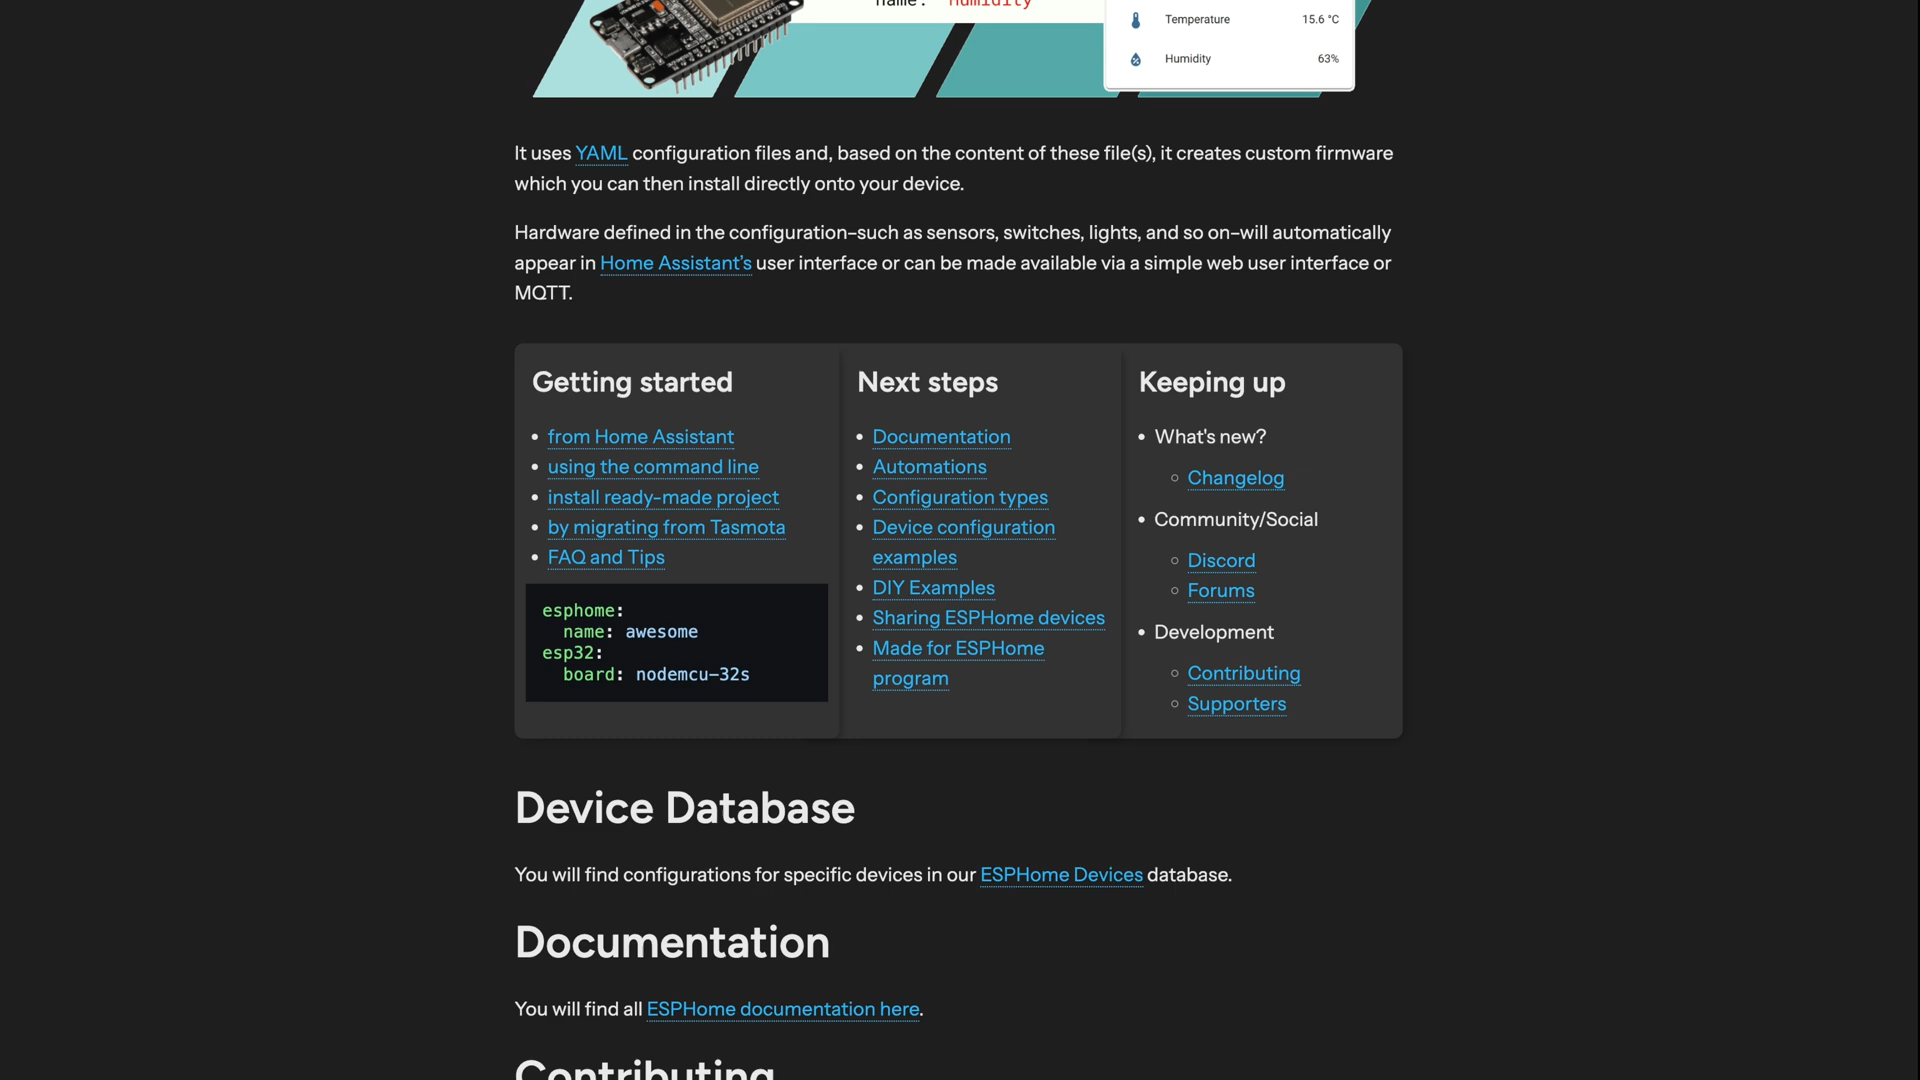 name: "Humidity"
Temperature 15.6 °C
Humidity 63%
It uses YAML configuration files and, based on the content of these file(s), it creates custom firmware
which you can then install directly onto your device.
Hardware defined in the configuration–such as sensors, switches, lights, and so on–will automatically
appear in Home Assistant’s user interface or can be made available via a simple web user interface or
MQTT.
Getting started
• from Home Assistant
• using the command line
• install ready-made project
• by migrating from Tasmota
• FAQ and Tips
esphome:
  name: awesome
esp32:
  board: nodemcu-32s
Next steps
• Documentation
• Automations
• Configuration types
• Device configuration
examples
• DIY Examples
• Sharing ESPHome devices
• Made for ESPHome
program
Keeping up
• What's new?
◦ Changelog
• Community/Social
◦ Discord
◦ Forums
• Development
◦ Contributing
◦ Supporters
Device Database
You will find configurations for specific devices in our ESPHome Devices database.
Documentation
You will find all ESPHome documentation here.
Contributing